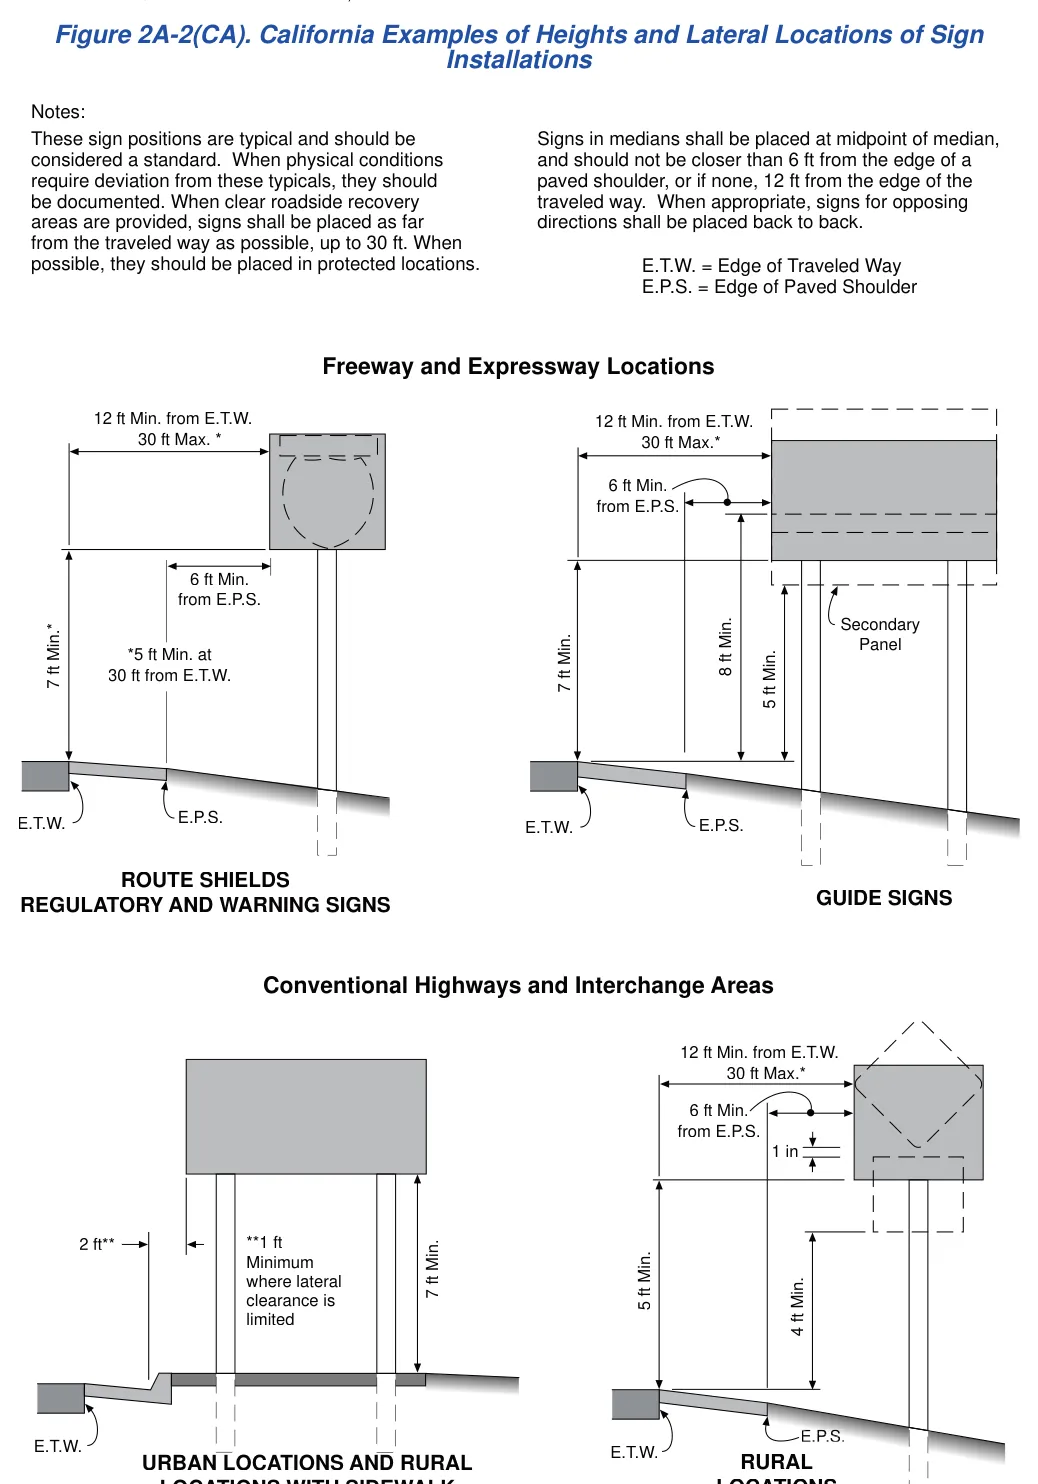 Figure 2A-2(CA). California Examples of Heights and Lateral Locations of Sign
Installations
Notes:
These sign positions are typical and should be
considered a standard.  When physical conditions
require deviation from these typicals, they should
be documented. When clear roadside recovery
areas are provided, signs shall be placed as far
from the traveled way as possible, up to 30 ft. When
possible, they should be placed in protected locations.
Signs in medians shall be placed at midpoint of median,
and should not be closer than 6 ft from the edge of a
paved shoulder, or if none, 12 ft from the edge of the
traveled way.  When appropriate, signs for opposing
directions shall be placed back to back.
E.T.W. = Edge of Traveled Way
E.P.S. = Edge of Paved Shoulder
Freeway and Expressway Locations
12 ft Min. from E.T.W.
30 ft Max. *
6 ft Min.
from E.P.S.
7 ft Min.*
*5 ft Min. at
30 ft from E.T.W.
E.T.W.
E.P.S.
ROUTE SHIELDS
REGULATORY AND WARNING SIGNS
12 ft Min. from E.T.W.
30 ft Max.*
6 ft Min.
from E.P.S.
7 ft Min.
8 ft Min.
5 ft Min.
Secondary
Panel
E.T.W.
E.P.S.
GUIDE SIGNS
Conventional Highways and Interchange Areas
2 ft**
**1 ft
Minimum
where lateral
clearance is
limited
7 ft Min.
E.T.W.
URBAN LOCATIONS AND RURAL
LOCATIONS WITH SIDEWALK
12 ft Min. from E.T.W.
30 ft Max.*
6 ft Min.
from E.P.S.
1 in
5 ft Min.
4 ft Min.
E.T.W.
E.P.S.
RURAL
LOCATIONS